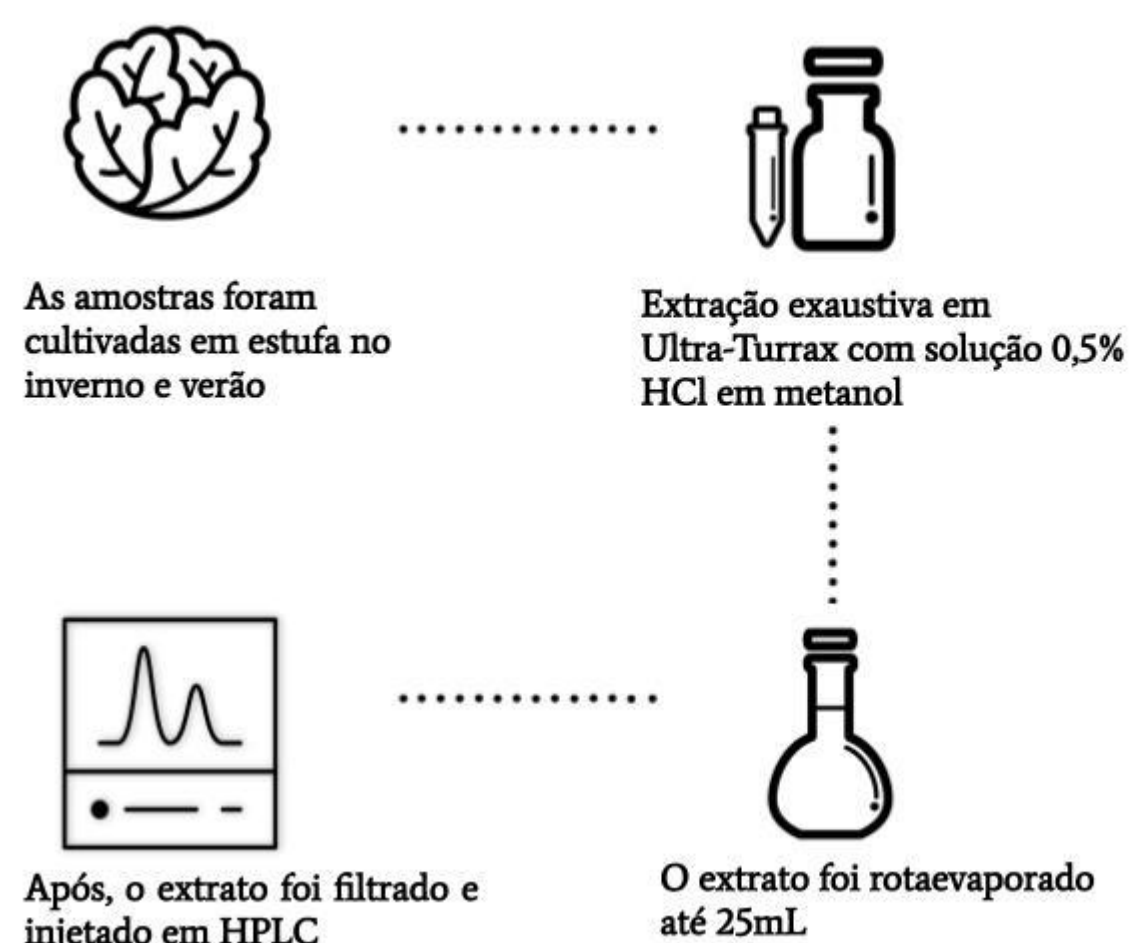 As amostras foram
cultivadas em estufa no
inverno e verão
Extração exaustiva em
Ultra-Turrax com solução 0,5%
HCl em metanol
O extrato foi rotaevaporado
até 25mL
Após, o extrato foi filtrado e
injetado em HPLC